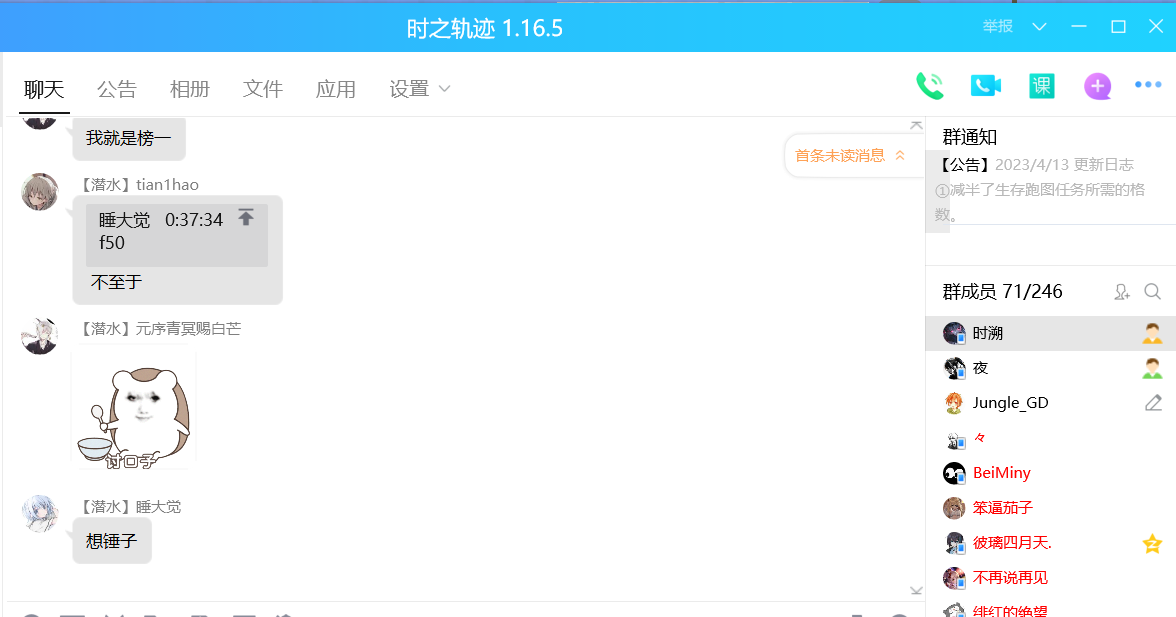 时之轨迹 1.16.5
举报
聊天 公告 相册 文件 应用 设置
课
我就是榜一
首条未读消息
【潜水】tian1hao
睡大觉 0:37:34
f50
不至于
【潜水】元序青冥赐白芒
讨口子
【潜水】睡大觉
想锤子
群通知
【公告】2023/4/13 更新日志
①减半了生存跑图任务所需的格
数。
群成员 71/246
时溯
夜
Jungle_GD
々
BeiMiny
笨逼茄子
彼璃四月天.
不再说再见
绯红的绝望